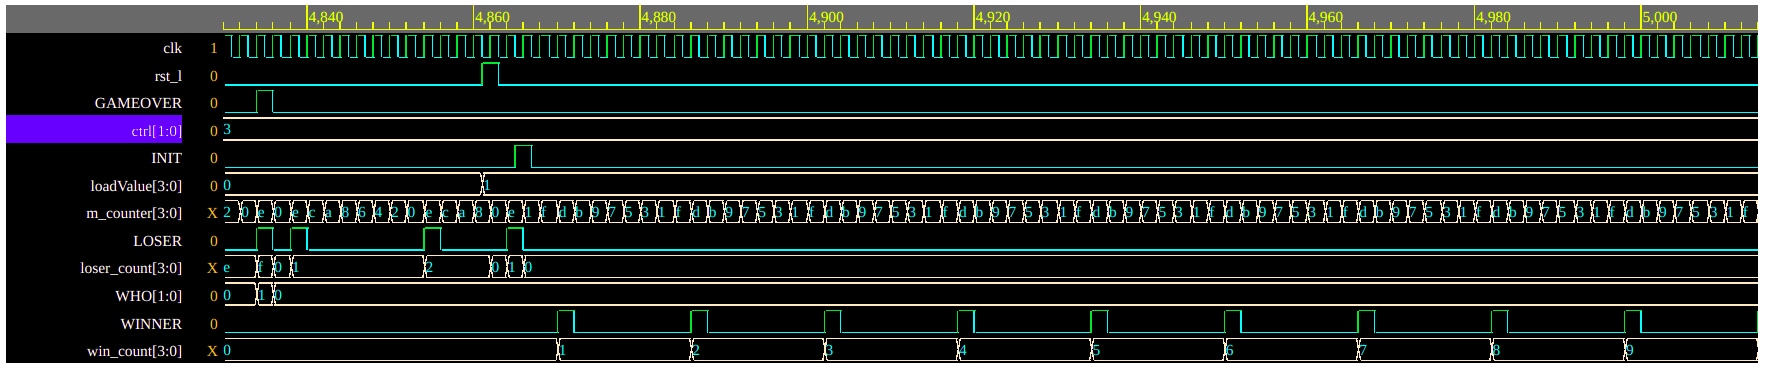 4,840 4,860 4,880 4,900 4,920 4,940 4,960 4,980 5,000
clk 1
rst_l 0
GAMEOVER 0
ctrl[1:0] 0 3
INIT 0
loadValue[3:0] 0 0 1
m_counter[3:0] X 2 0 e 0 e c a 8 6 4 2 0 e c a 8 0 e 1 f d b 9 7 5 3 1 f d b 9 7 5 3 1 f d b 9 7 5 3 1 f d b 9 7 5 3 1 f d b 9 7 5 3 1 f d b 9 7 5 3 1 f d b 9 7 5 3 1 f d b 9 7 5 3 1 f d b 9 7 5 3 1 f
LOSER 0
loser_count[3:0] X e f 0 1 2 0 1 0
WHO[1:0] 0 0 1 0
WINNER 0
win_count[3:0] X 0 1 2 3 4 5 6 7 8 9